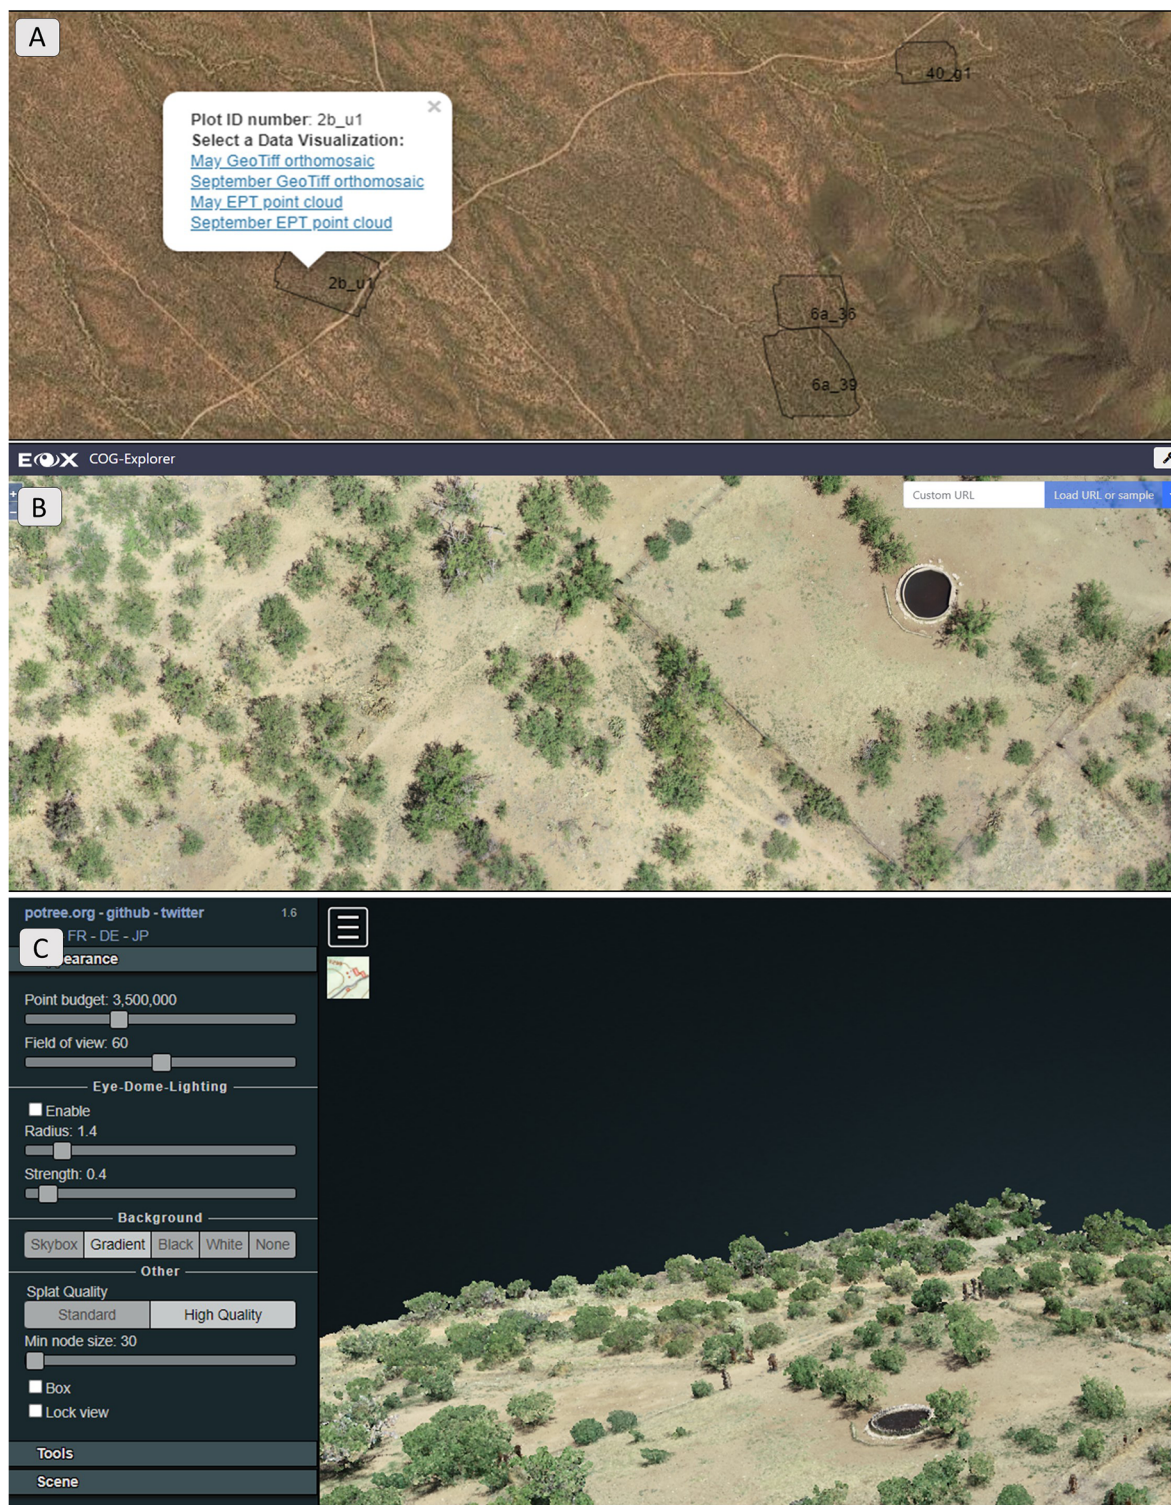 A
40_g1
Plot ID number: 2b_u1
Select a Data Visualization:
May GeoTiff orthomosaic
September GeoTiff orthomosaic
May EPT point cloud
September EPT point cloud
2b_u1
6a_36
6a_39
EOX COG-Explorer
B
Custom URL
Load URL or sample
potree.org - github - twitter
1.6
FR - DE - JP
C
earance
Point budget: 3,500,000
Field of view: 60
Eye-Dome-Lighting
Enable
Radius: 1.4
Strength: 0.4
Background
Skybox Gradient Black White None
Other
Splat Quality
Standard High Quality
Min node size: 30
Box
Lock view
Tools
Scene